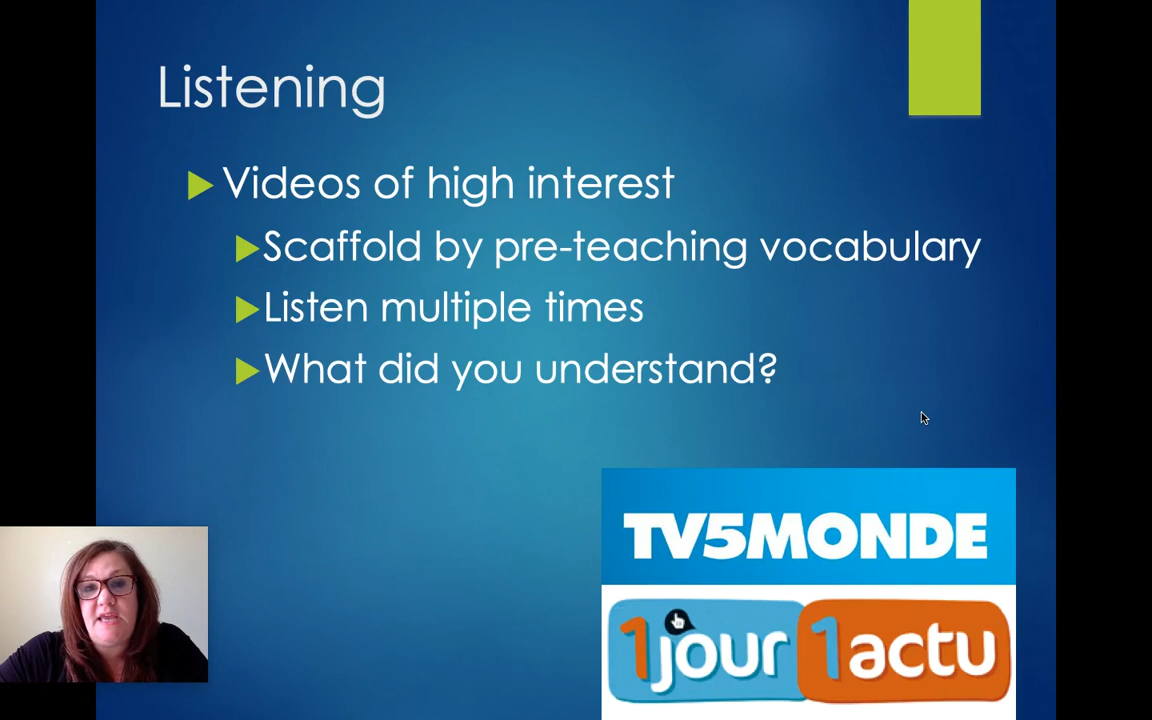 Listening
Videos of high interest
Scaffold by pre-teaching vocabulary
Listen multiple times
What did you understand?
TV5MONDE
1jour 1actu